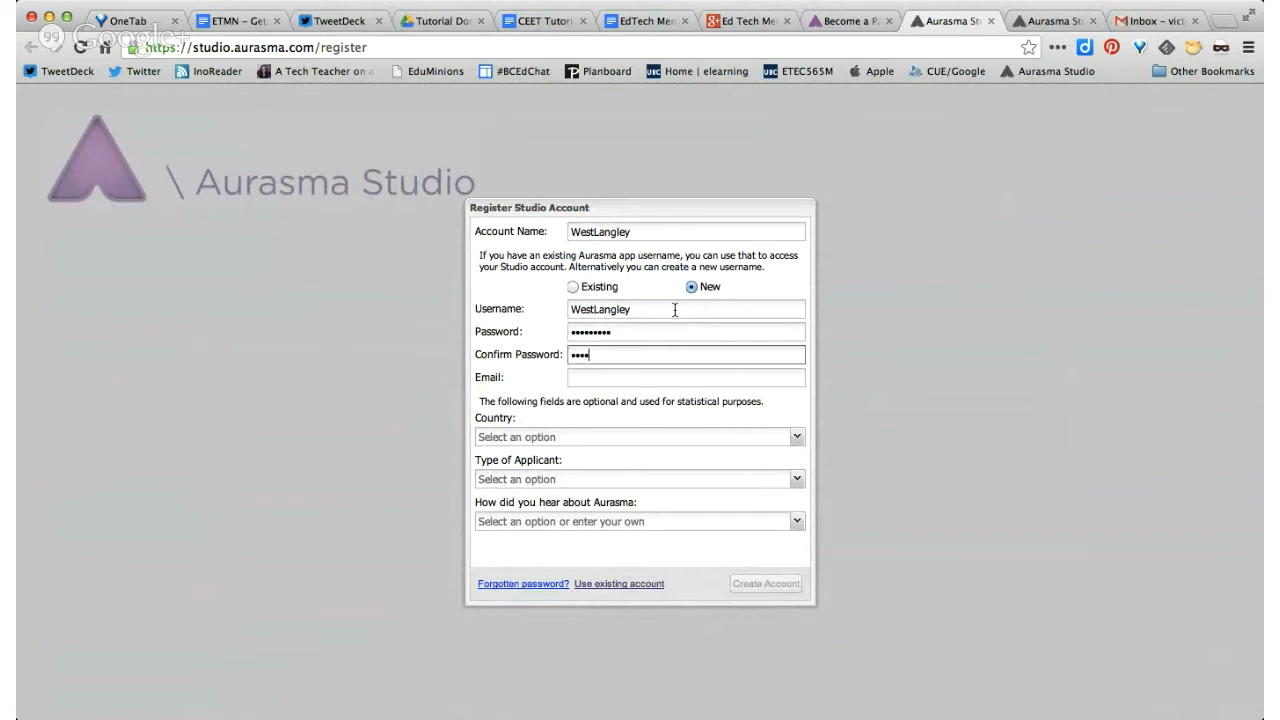 OneTab
ETMN - Get
TweetDeck
Tutorial Do
CEET Tutori
EdTech Men
Ed Tech Me
Become a Pa
Aurasma St
Aurasma St
Inbox - vict
Google+
https://studio.aurasma.com/register
TweetDeck
Twitter
InoReader
A Tech Teacher on a
EduMinions
#BCEdChat
Planboard
UBC Home | elearning
UBC ETEC565M
Apple
CUE/Google
Aurasma Studio
Other Bookmarks
\ Aurasma Studio
Register Studio Account
Account Name: WestLangley
If you have an existing Aurasma app username, you can use that to access
your Studio account. Alternatively you can create a new username.
Existing New
Username: WestLangley
Password: •••••••••
Confirm Password: ••••
Email:
The following fields are optional and used for statistical purposes.
Country:
Select an option
Type of Applicant:
Select an option
How did you hear about Aurasma:
Select an option or enter your own
Forgotten password? Use existing account Create Account